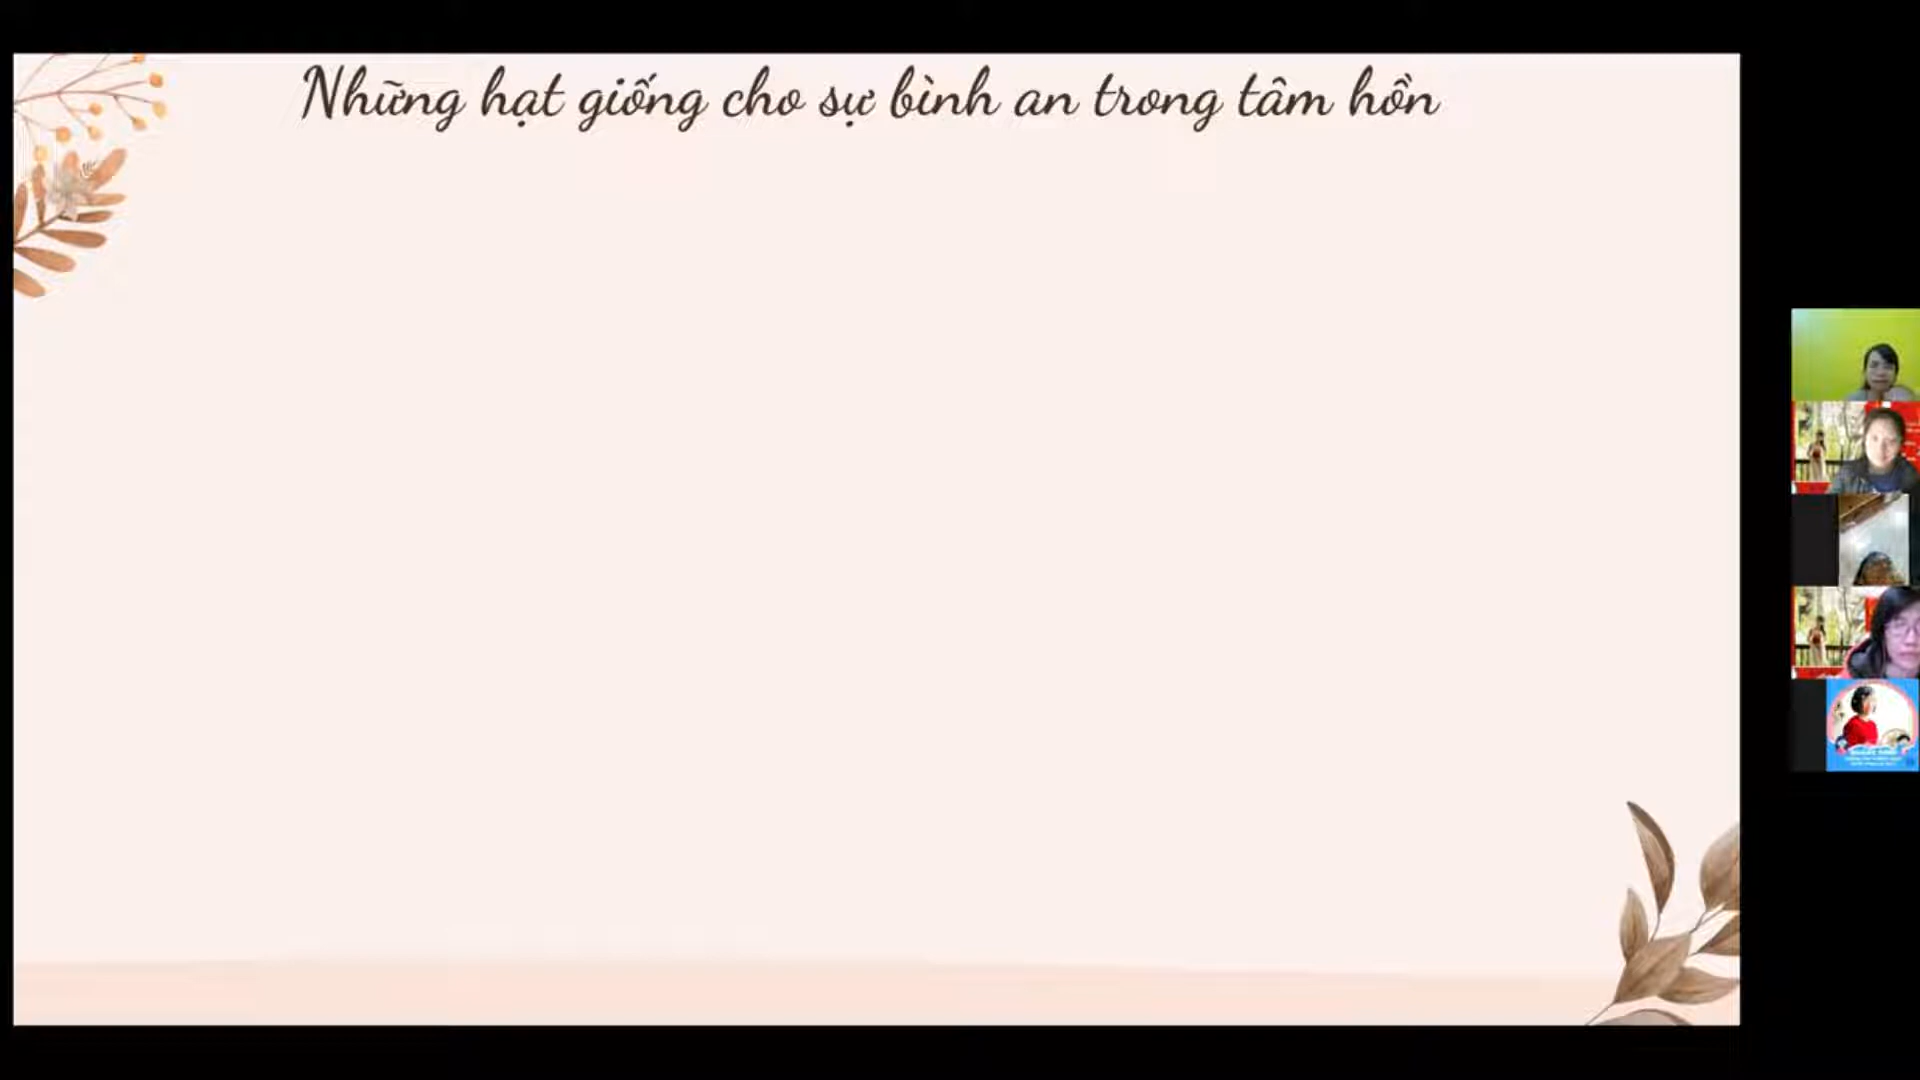 Những hạt giống cho sự bình an trong tâm hồn